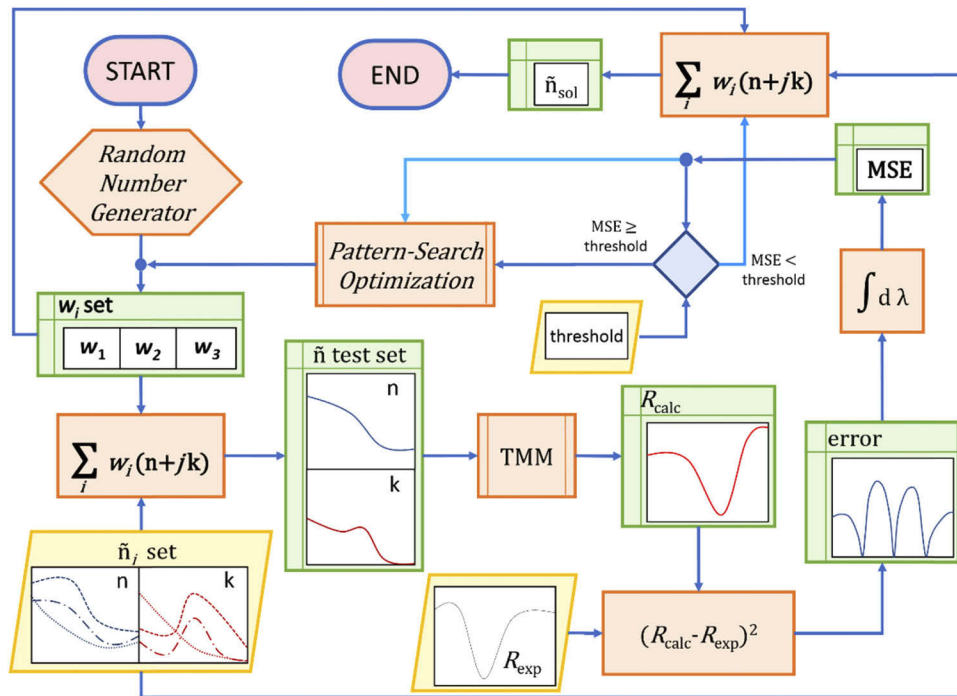 START
END
ñsol
∑i wi(n+jk)
Random
Number
Generator
MSE
MSE ≥
threshold
MSE <
threshold
Pattern-Search
Optimization
∫ d λ
threshold
wi set
w1 w2 w3
ñ test set
n
k
Rcalc
error
∑i wi(n+jk)
TMM
ñi set
n k
Rexp
(Rcalc-Rexp)²